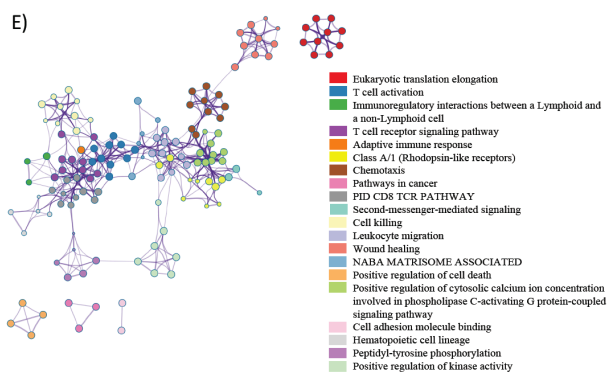 E)
Eukaryotic translation elongation
T cell activation
Immunoregulatory interactions between a Lymphoid and
a non-Lymphoid cell
T cell receptor signaling pathway
Adaptive immune response
Class A/1 (Rhodopsin-like receptors)
Chemotaxis
Pathways in cancer
PID CD8 TCR PATHWAY
Second-messenger-mediated signaling
Cell killing
Leukocyte migration
Wound healing
NABA MATRISOME ASSOCIATED
Positive regulation of cell death
Positive regulation of cytosolic calcium ion concentration
involved in phospholipase C-activating G protein-coupled
signaling pathway
Cell adhesion molecule binding
Hematopoietic cell lineage
Peptidyl-tyrosine phosphorylation
Positive regulation of kinase activity